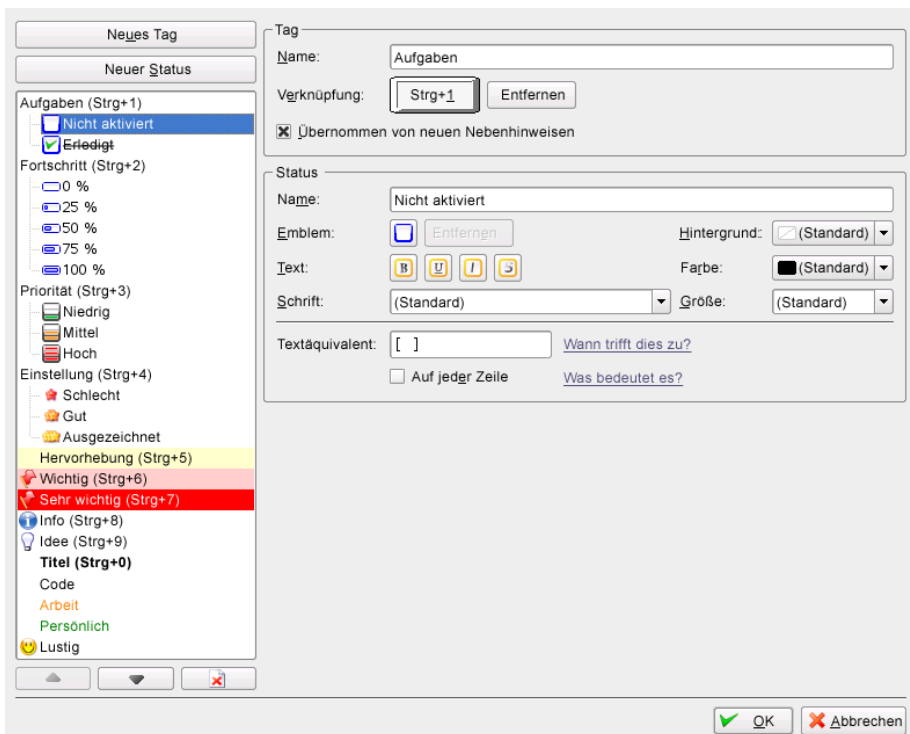 Neues Tag
Neuer Status
Aufgaben (Strg+1)
Nicht aktiviert
Erledigt
Fortschritt (Strg+2)
0 %
25 %
50 %
75 %
100 %
Priorität (Strg+3)
Niedrig
Mittel
Hoch
Einstellung (Strg+4)
Schlecht
Gut
Ausgezeichnet
Hervorhebung (Strg+5)
Wichtig (Strg+6)
Sehr wichtig (Strg+7)
Info (Strg+8)
Idee (Strg+9)
Titel (Strg+0)
Code
Arbeit
Persönlich
Lustig
Tag
Name: Aufgaben
Verknüpfung: Strg+1 Entfernen
Übernommen von neuen Nebenhinweisen
Status
Name: Nicht aktiviert
Emblem: Entfernen Hintergrund: (Standard)
Text: B U I S Farbe: (Standard)
Schrift: (Standard) Größe: (Standard)
Textäquivalent: [ ] Wann trifft dies zu?
Auf jeder Zeile Was bedeutet es?
OK Abbrechen